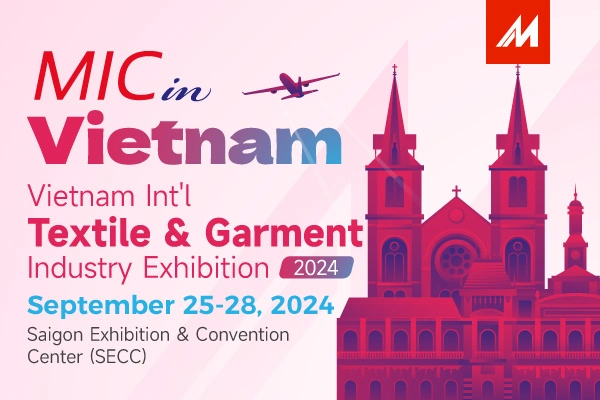 MIC in
Vietnam
Vietnam Int'l
Textile & Garment
Industry Exhibition 2024
September 25-28, 2024
Saigon Exhibition & Convention
Center (SECC)